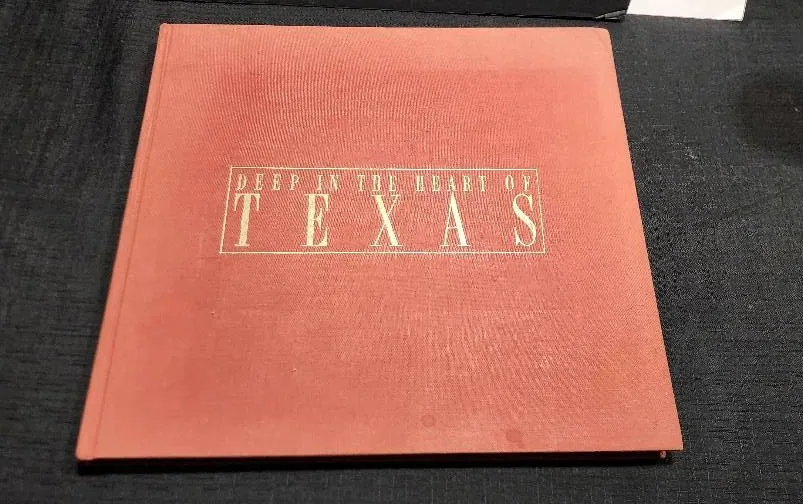 DEEP IN THE HEART OF
TEXAS